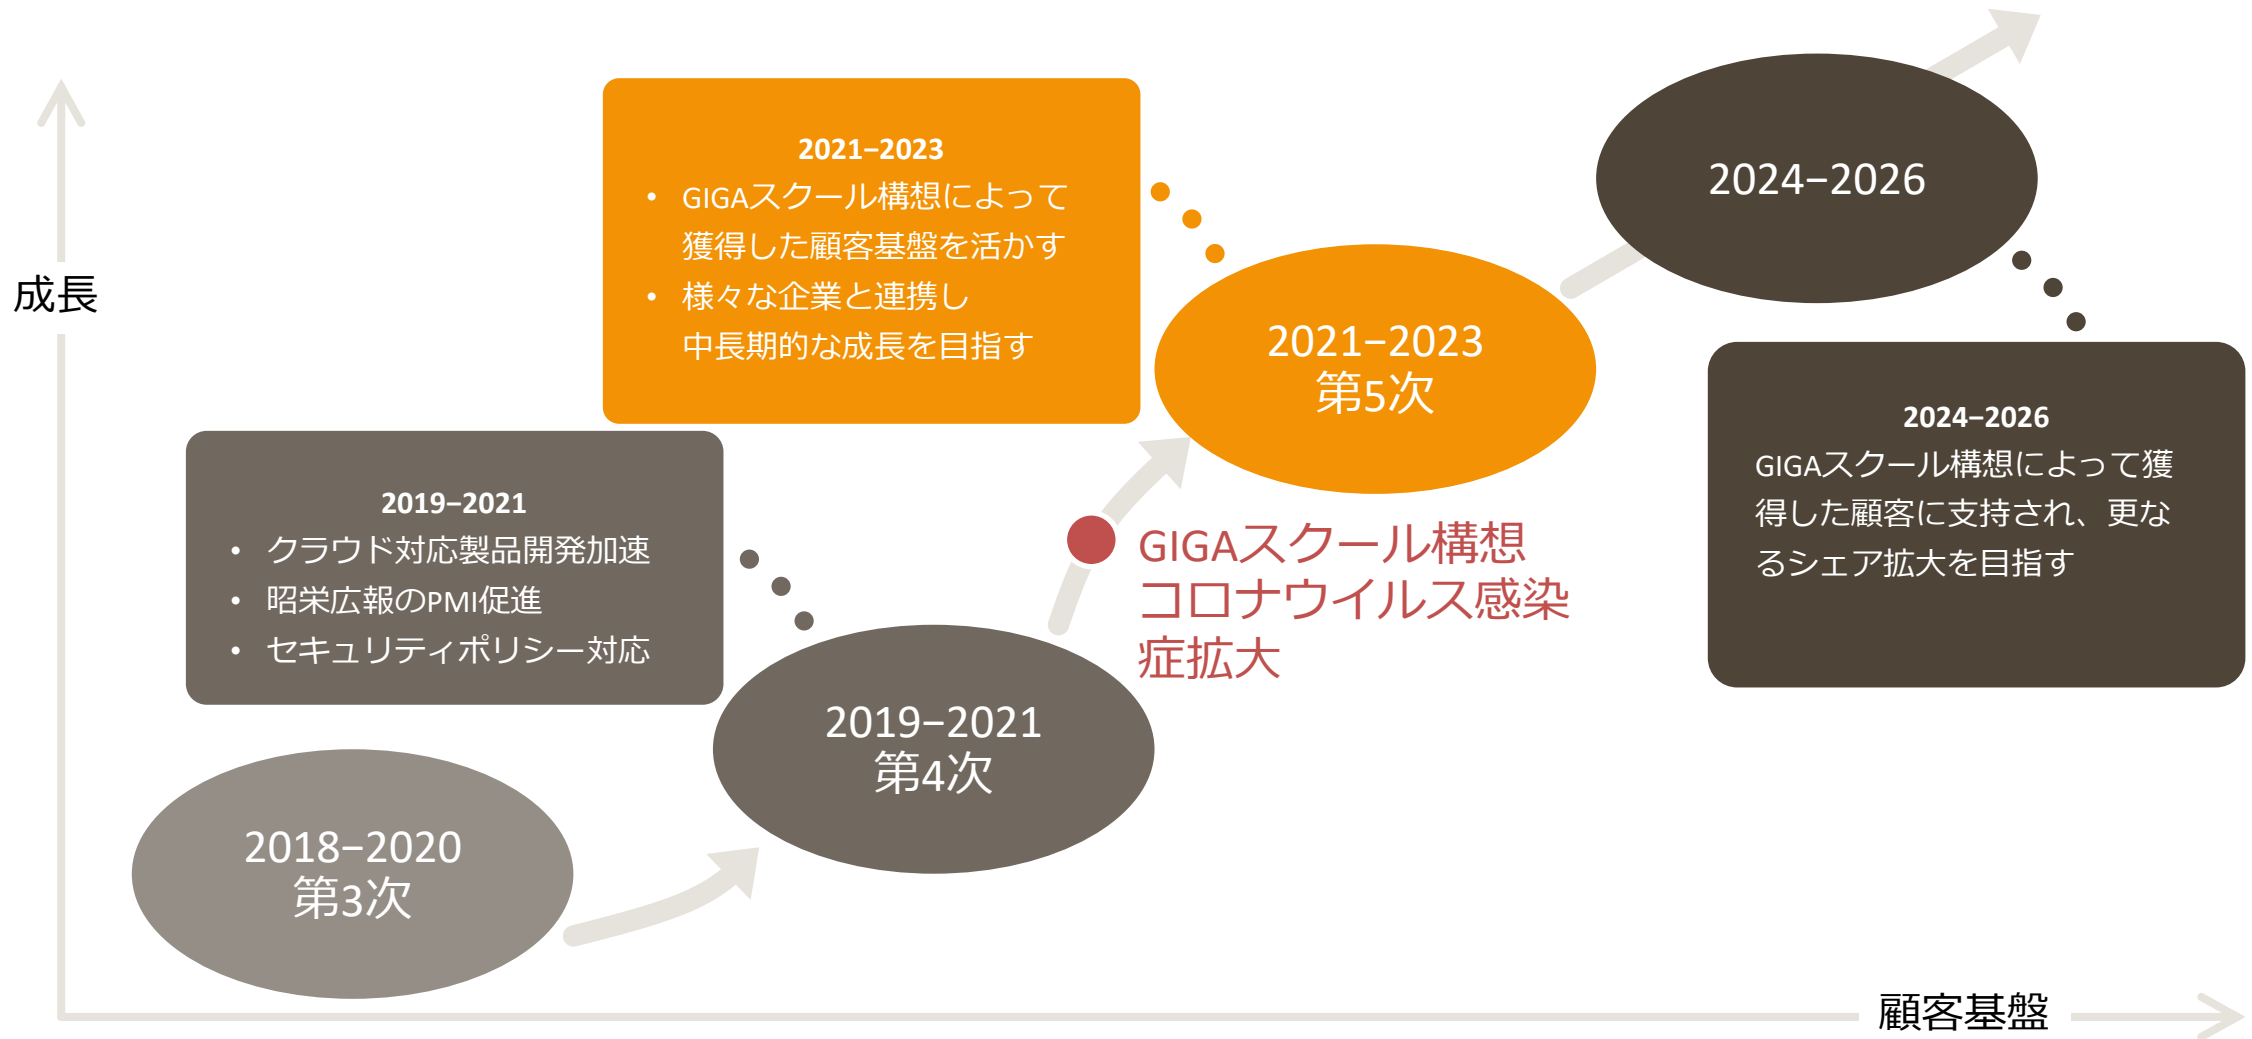 成長
2021–2023
• GIGAスクール構想によって
獲得した顧客基盤を活かす
• 様々な企業と連携し
中長期的な成長を目指す
2019–2021
• クラウド対応製品開発加速
• 昭栄広報のPMI促進
• セキュリティポリシー対応
2018–2020
第3次
2019–2021
第4次
GIGAスクール構想
コロナウイルス感染
症拡大
2021–2023
第5次
2024–2026
2024–2026
GIGAスクール構想によって獲
得した顧客に支持され、更な
るシェア拡大を目指す
顧客基盤